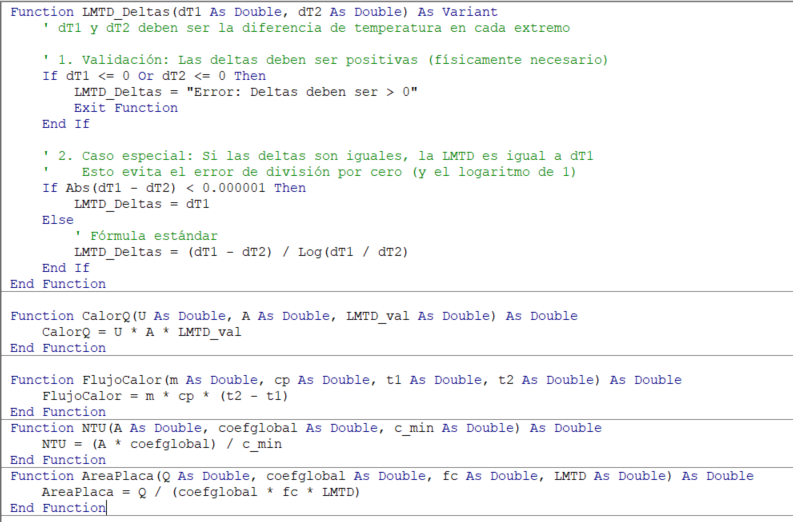 Function LMTD_Deltas(dT1 As Double, dT2 As Double) As Variant
    ' dT1 y dT2 deben ser la diferencia de temperatura en cada extremo
    ' 1. Validación: Las deltas deben ser positivas (físicamente necesario)
    If dT1 <= 0 Or dT2 <= 0 Then
        LMTD_Deltas = "Error: Deltas deben ser > 0"
        Exit Function
    End If
    ' 2. Caso especial: Si las deltas son iguales, la LMTD es igual a dT1
    '    Esto evita el error de división por cero (y el logaritmo de 1)
    If Abs(dT1 - dT2) < 0.000001 Then
        LMTD_Deltas = dT1
    Else
        ' Fórmula estándar
        LMTD_Deltas = (dT1 - dT2) / Log(dT1 / dT2)
    End If
End Function
Function CalorQ(U As Double, A As Double, LMTD_val As Double) As Double
    CalorQ = U * A * LMTD_val
End Function
Function FlujoCalor(m As Double, cp As Double, t1 As Double, t2 As Double) As Double
    FlujoCalor = m * cp * (t2 - t1)
End Function
Function NTU(A As Double, coefglobal As Double, c_min As Double) As Double
    NTU = (A * coefglobal) / c_min
End Function
Function AreaPlaca(Q As Double, coefglobal As Double, fc As Double, LMTD As Double) As Double
    AreaPlaca = Q / (coefglobal * fc * LMTD)
End Function